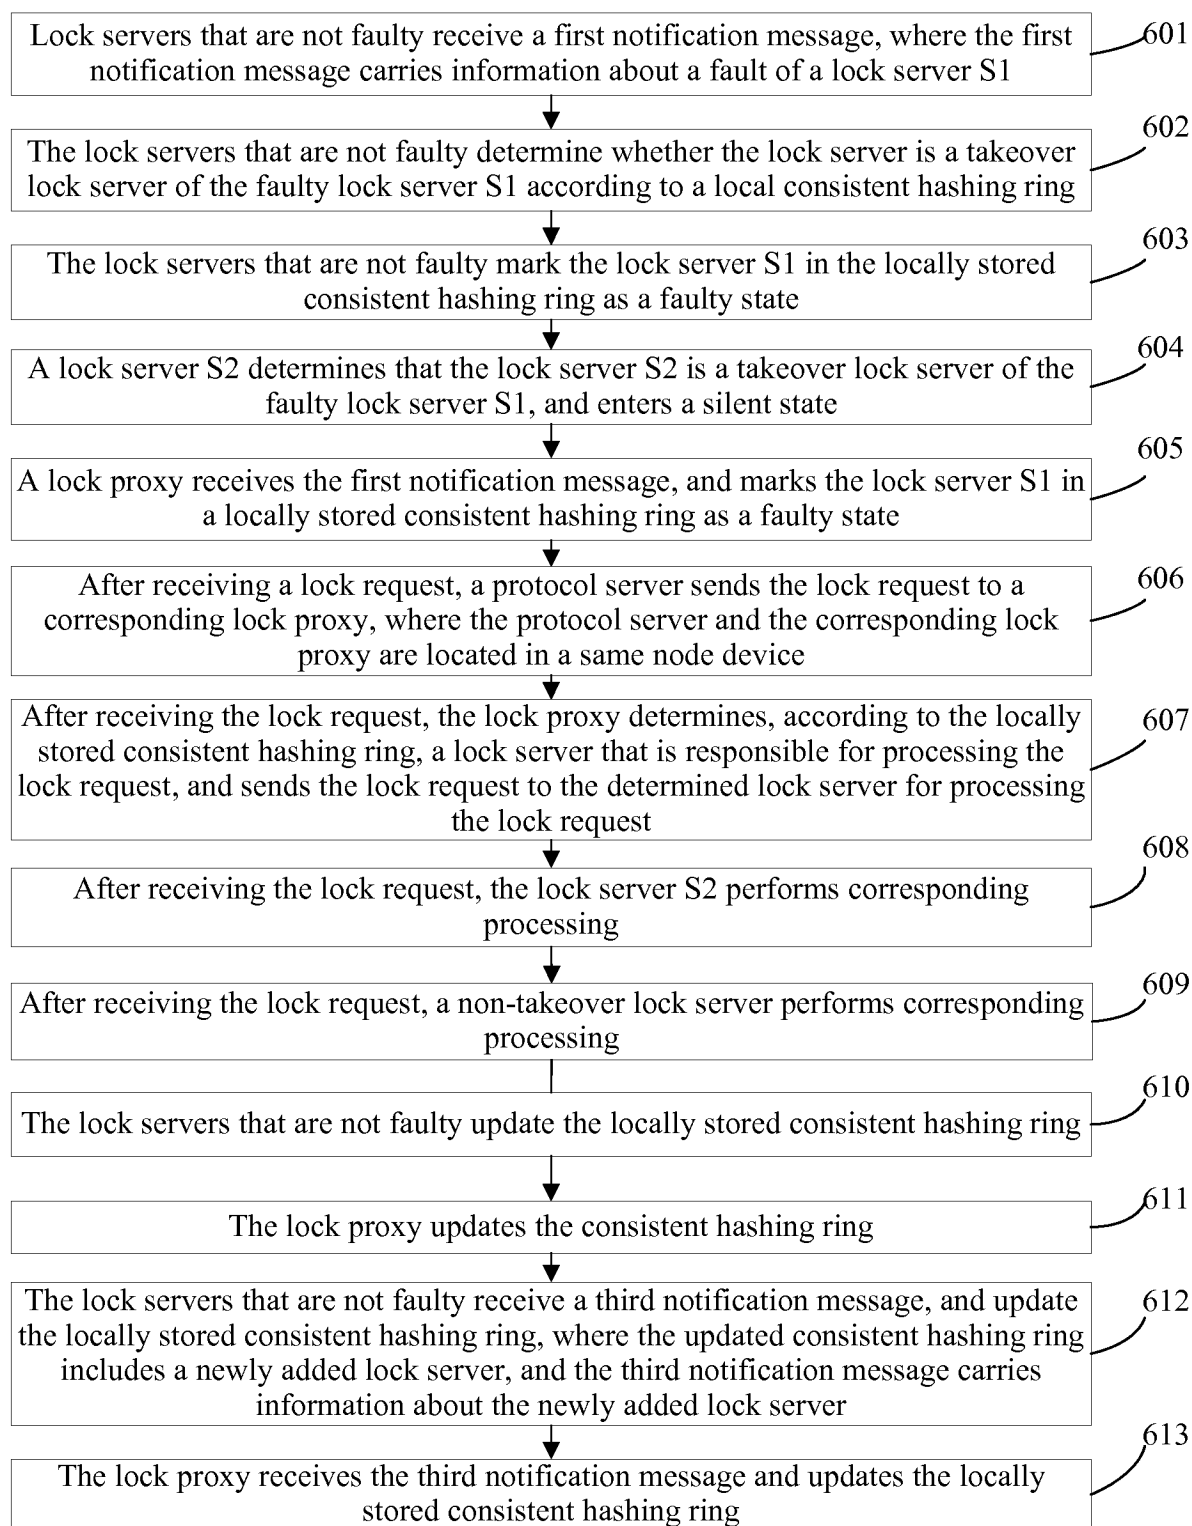 Lock servers that are not faulty receive a first notification message, where the first
notification message carries information about a fault of a lock server S1
601
The lock servers that are not faulty determine whether the lock server is a takeover
lock server of the faulty lock server S1 according to a local consistent hashing ring
602
The lock servers that are not faulty mark the lock server S1 in the locally stored
consistent hashing ring as a faulty state
603
A lock server S2 determines that the lock server S2 is a takeover lock server of the
faulty lock server S1, and enters a silent state
604
A lock proxy receives the first notification message, and marks the lock server S1 in
a locally stored consistent hashing ring as a faulty state
605
After receiving a lock request, a protocol server sends the lock request to a
corresponding lock proxy, where the protocol server and the corresponding lock
proxy are located in a same node device
606
After receiving the lock request, the lock proxy determines, according to the locally
stored consistent hashing ring, a lock server that is responsible for processing the
lock request, and sends the lock request to the determined lock server for processing
the lock request
607
After receiving the lock request, the lock server S2 performs corresponding
processing
608
After receiving the lock request, a non-takeover lock server performs corresponding
processing
609
The lock servers that are not faulty update the locally stored consistent hashing ring
610
The lock proxy updates the consistent hashing ring
611
The lock servers that are not faulty receive a third notification message, and update
the locally stored consistent hashing ring, where the updated consistent hashing ring
includes a newly added lock server, and the third notification message carries
information about the newly added lock server
612
The lock proxy receives the third notification message and updates the locally
stored consistent hashing ring
613